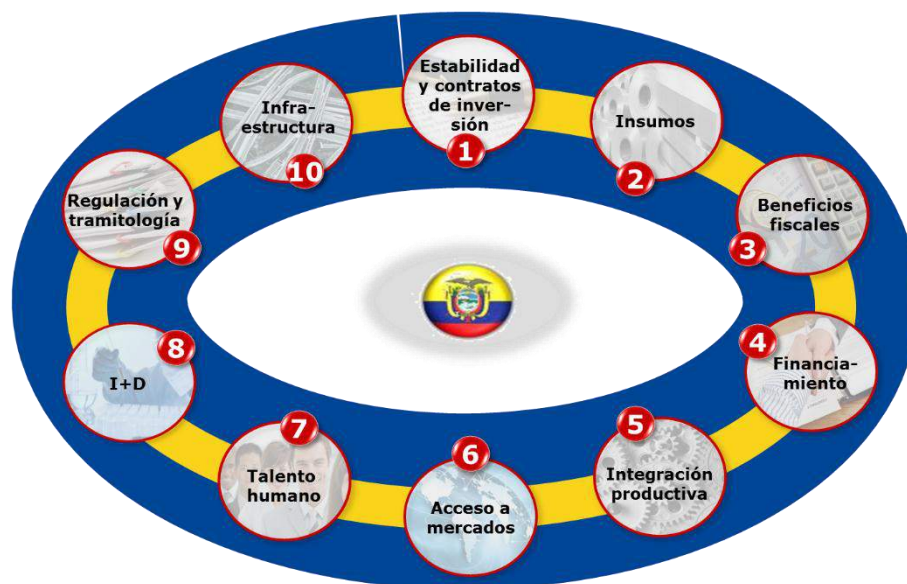 Estabilidad
y contratos
de inver-
sión
1
Insumos
2
Beneficios
fiscales
3
4
Financia-
miento
5
Integración
productiva
6
Acceso a
mercados
7
Talento
humano
8
I+D
Regulación y
tramitología
9
Infra-
estructura
10